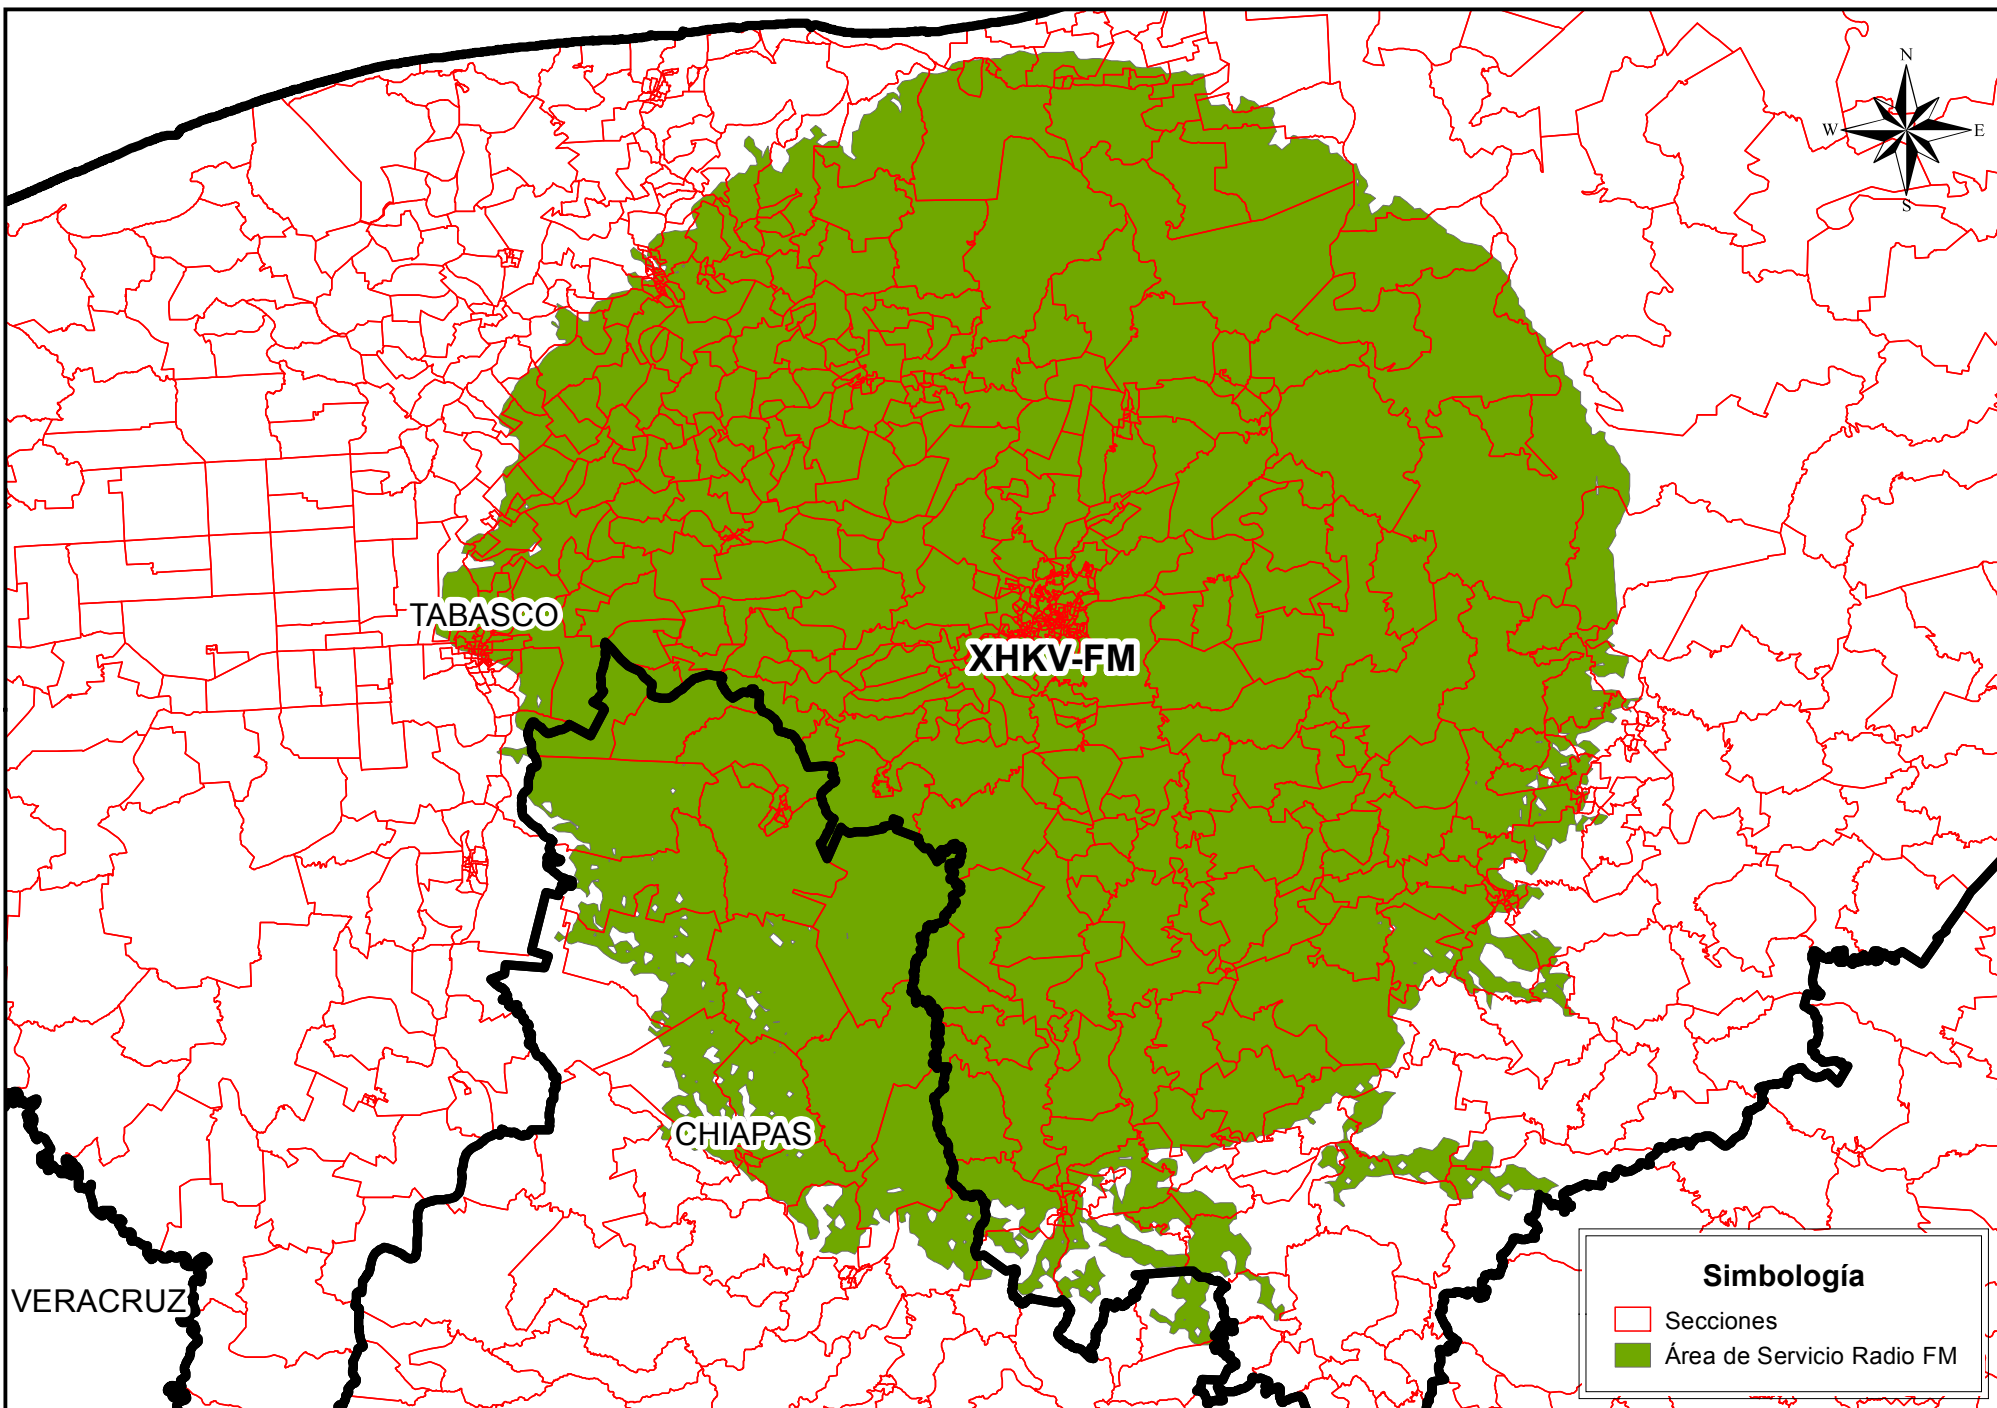 N
W E
S
TABASCO
XHKV-FM
CHIAPAS
VERACRUZ
Simbología
Secciones
Área de Servicio Radio FM